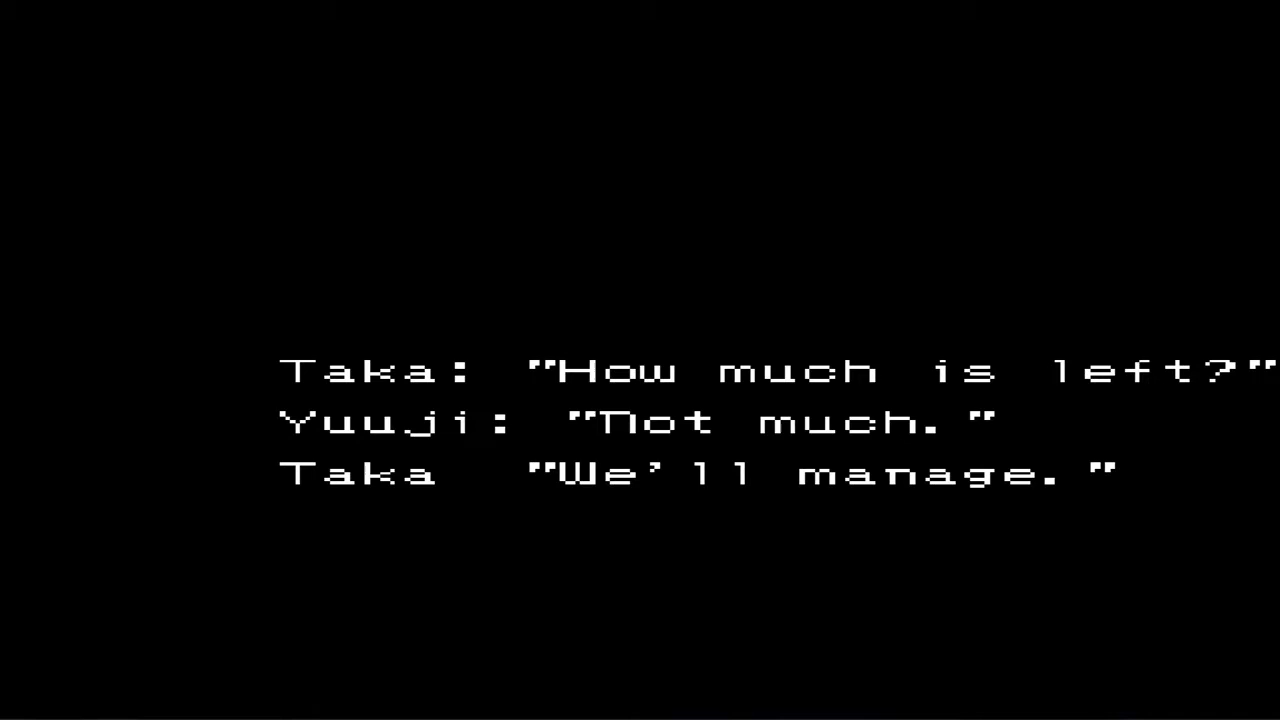 Taka: "How much is left?"
Yuuji: "Not much."
Taka "We'll manage."